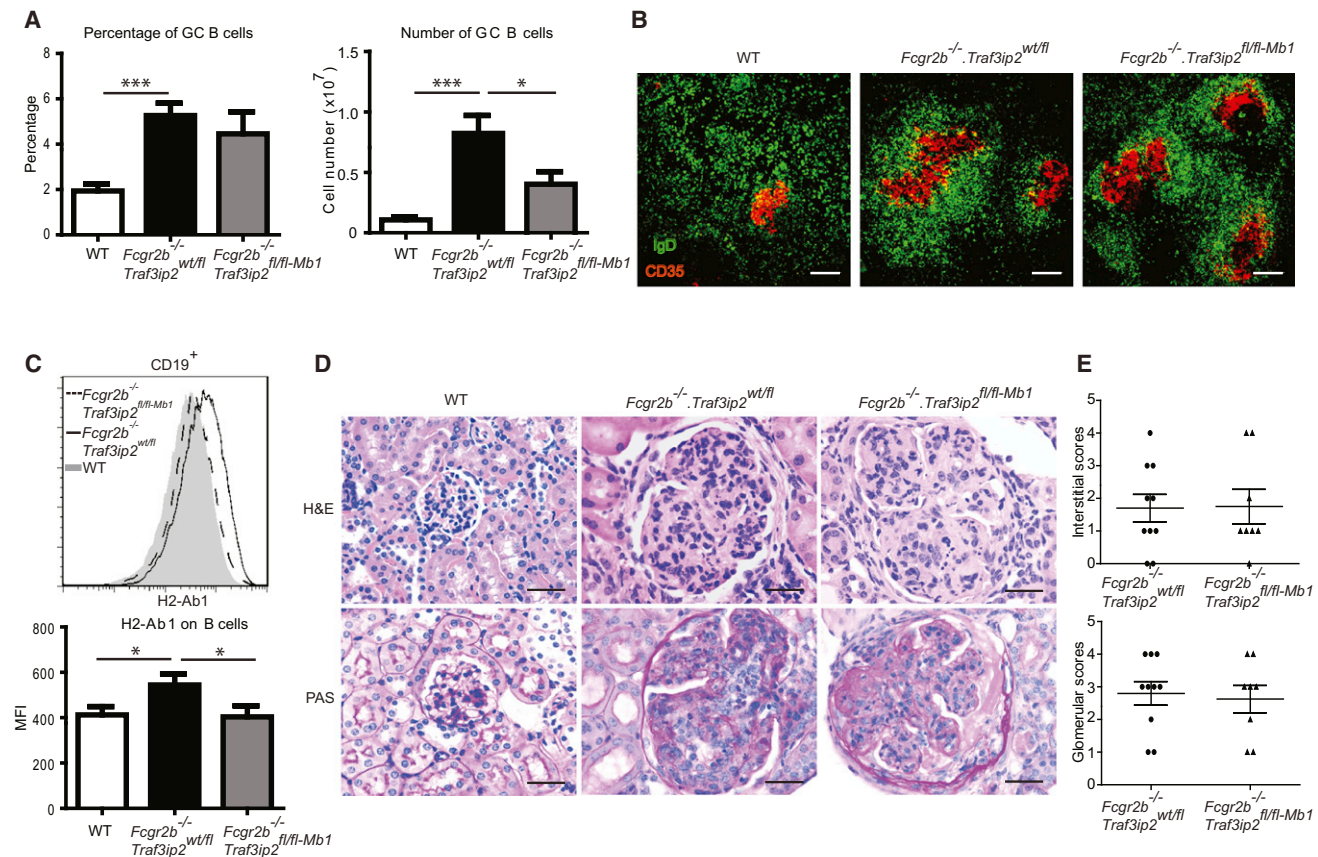 A
Percentage of GC B cells
Percentage
8
6
4
2
0
***
WT
Fcgr2b-/-
Traf3ip2wt/fl
Fcgr2b-/-
Traf3ip2fl/fl-Mb1
Number of GC B cells
Cell number (x10^7)
1.5
1.0
0.5
0
***
*
WT
Fcgr2b-/-
Traf3ip2wt/fl
Fcgr2b-/-
Traf3ip2fl/fl-Mb1
B
WT
Fcgr2b-/-.Traf3ip2wt/fl
Fcgr2b-/-.Traf3ip2fl/fl-Mb1
IgD
CD35
C
CD19+
Fcgr2b-/-
Traf3ip2fl/fl-Mb1
Fcgr2b-/-
Traf3ip2wt/fl
WT
H2-Ab1
H2-Ab1 on B cells
MFI
800
600
400
200
0
*
*
WT
Fcgr2b-/-
Traf3ip2wt/fl
Fcgr2b-/-
Traf3ip2fl/fl-Mb1
D
WT
Fcgr2b-/-.Traf3ip2wt/fl
Fcgr2b-/-.Traf3ip2fl/fl-Mb1
H&E
PAS
E
Interstitial scores
5
4
3
2
1
0
Fcgr2b-/-
Traf3ip2wt/fl
Fcgr2b-/-
Traf3ip2fl/fl-Mb1
Glomerular scores
5
4
3
2
1
0
Fcgr2b-/-
Traf3ip2wt/fl
Fcgr2b-/-
Traf3ip2fl/fl-Mb1